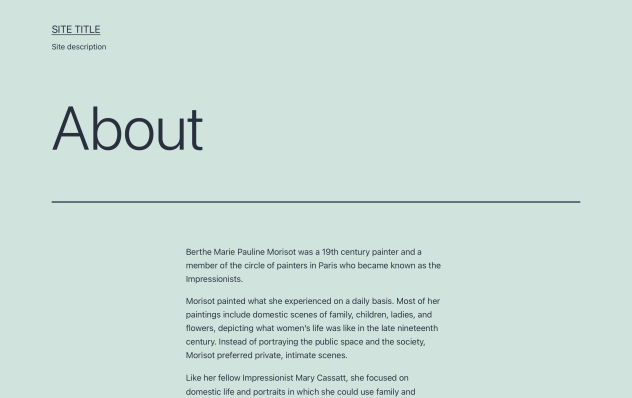 SITE TITLE
Site description
About
Berthe Marie Pauline Morisot was a 19th century painter and a
member of the circle of painters in Paris who became known as the
Impressionists.
Morisot painted what she experienced on a daily basis. Most of her
paintings include domestic scenes of family, children, ladies, and
flowers, depicting what women's life was like in the late nineteenth
century. Instead of portraying the public space and the society,
Morisot preferred private, intimate scenes.
Like her fellow Impressionist Mary Cassatt, she focused on
domestic life and portraits in which she could use family and